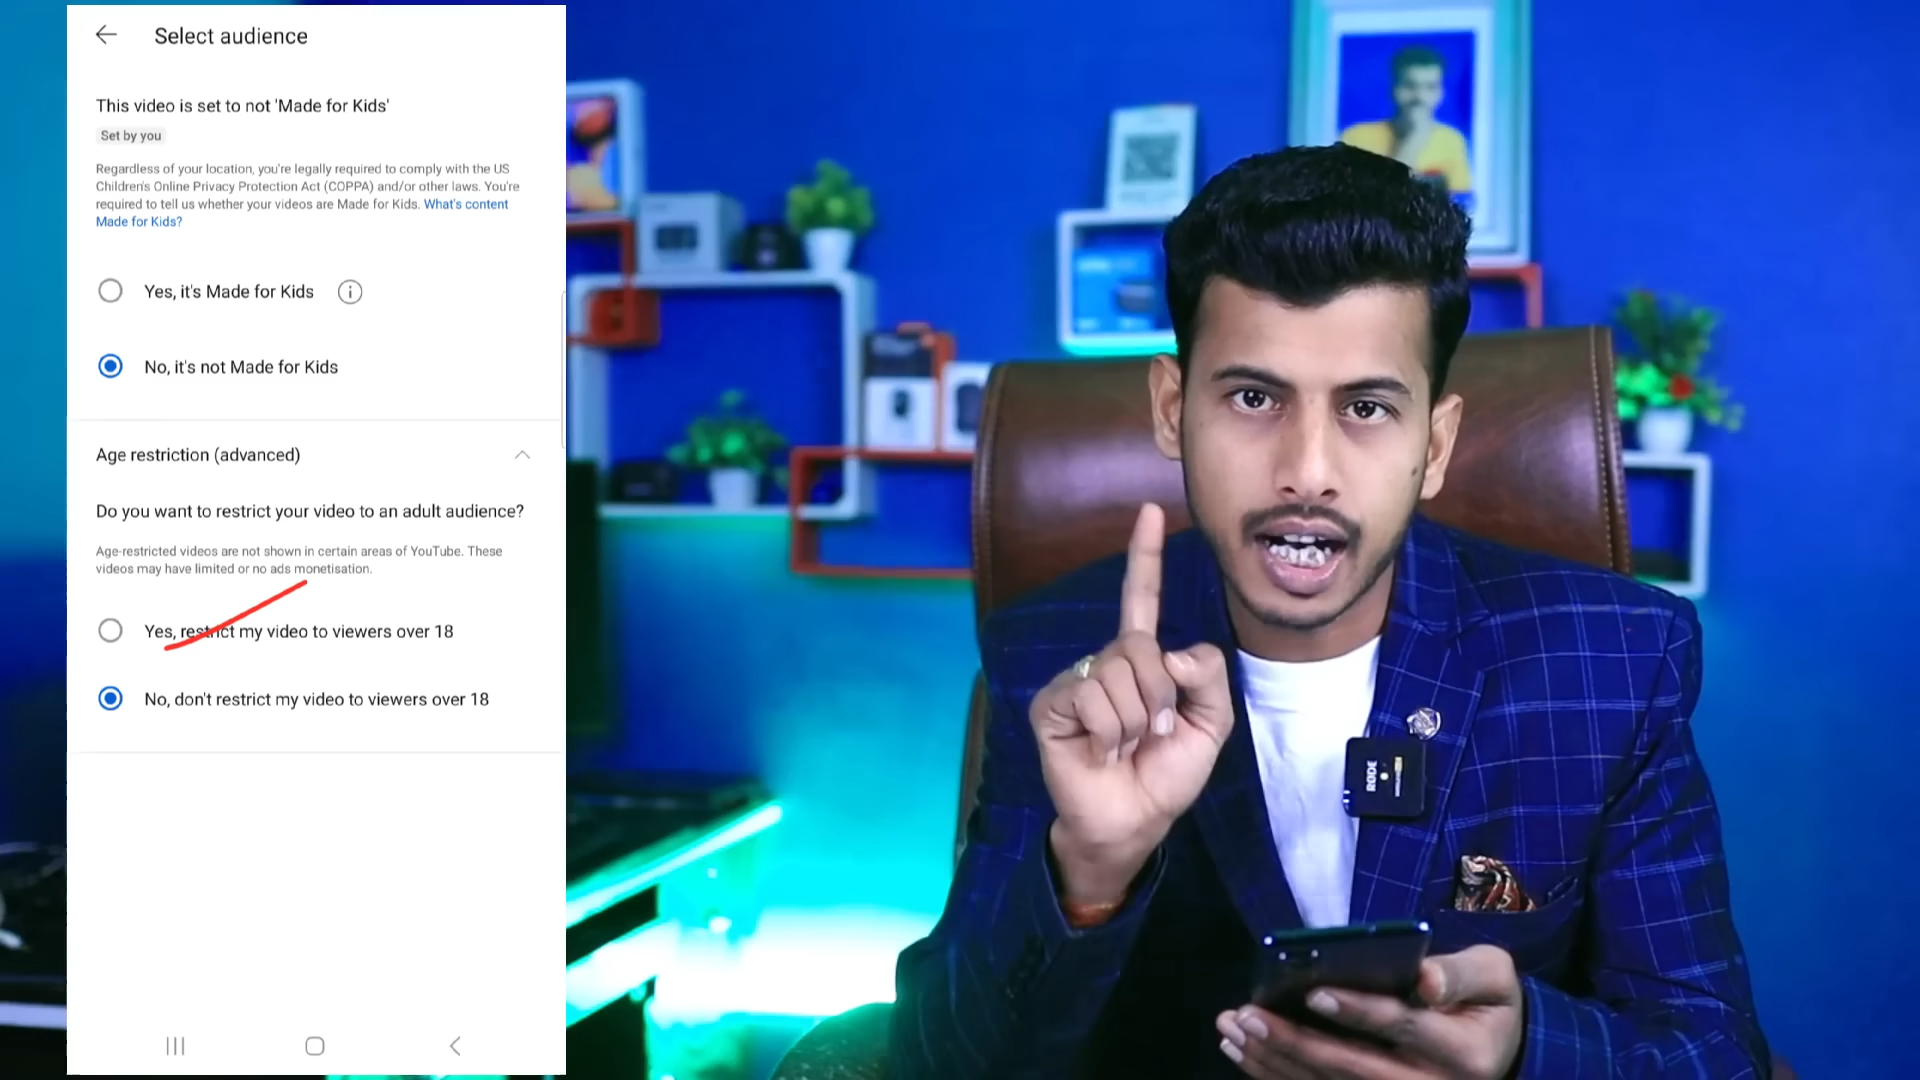 Select audience
This video is set to not 'Made for Kids'
Set by you
Regardless of your location, you're legally required to comply with the US
Children's Online Privacy Protection Act (COPPA) and/or other laws. You're
required to tell us whether your videos are Made for Kids. What's content
Made for Kids?
Yes, it's Made for Kids
No, it's not Made for Kids
Age restriction (advanced)
Do you want to restrict your video to an adult audience?
Age-restricted videos are not shown in certain areas of YouTube. These
videos may have limited or no ads monetisation.
Yes, restrict my video to viewers over 18
No, don't restrict my video to viewers over 18
RODE